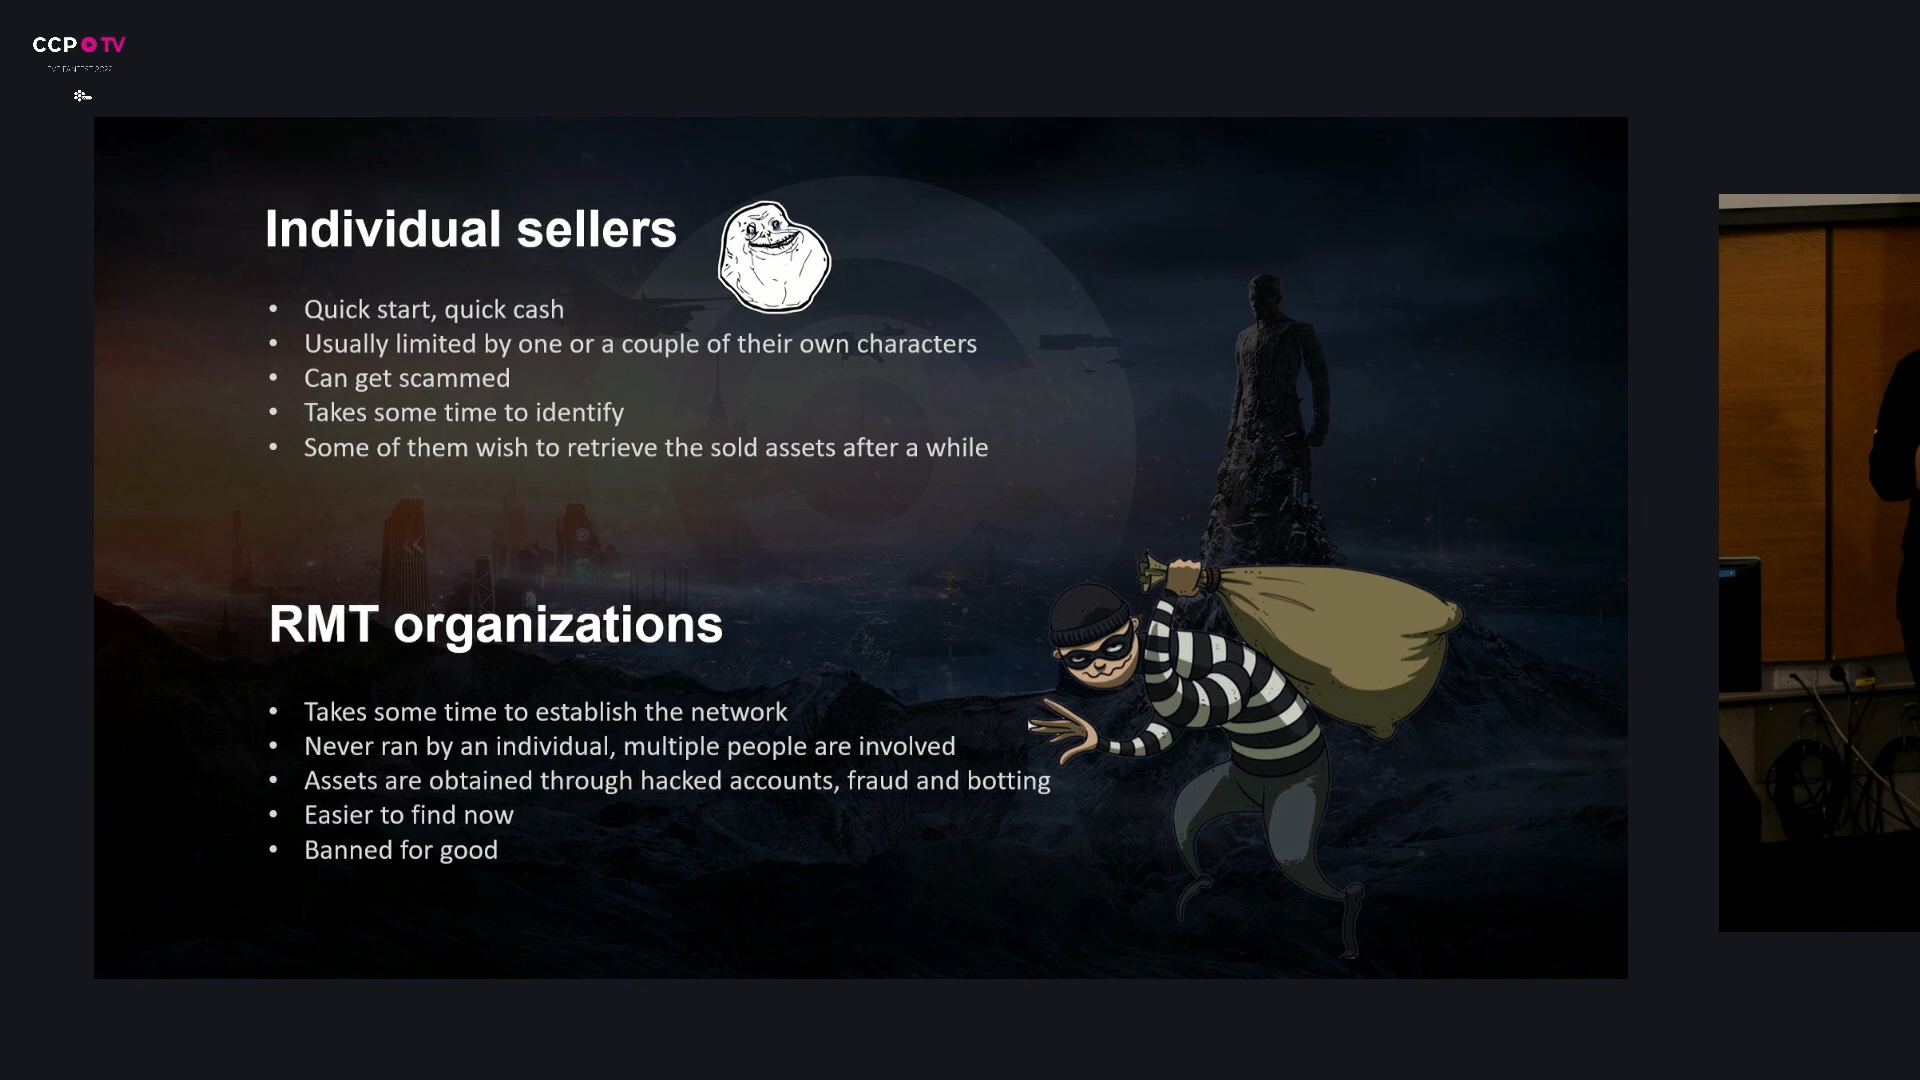 CCP TV
EVE FANFEST 2022
Individual sellers
• Quick start, quick cash
• Usually limited by one or a couple of their own characters
• Can get scammed
• Takes some time to identify
• Some of them wish to retrieve the sold assets after a while
RMT organizations
• Takes some time to establish the network
• Never ran by an individual, multiple people are involved
• Assets are obtained through hacked accounts, fraud and botting
• Easier to find now
• Banned for good